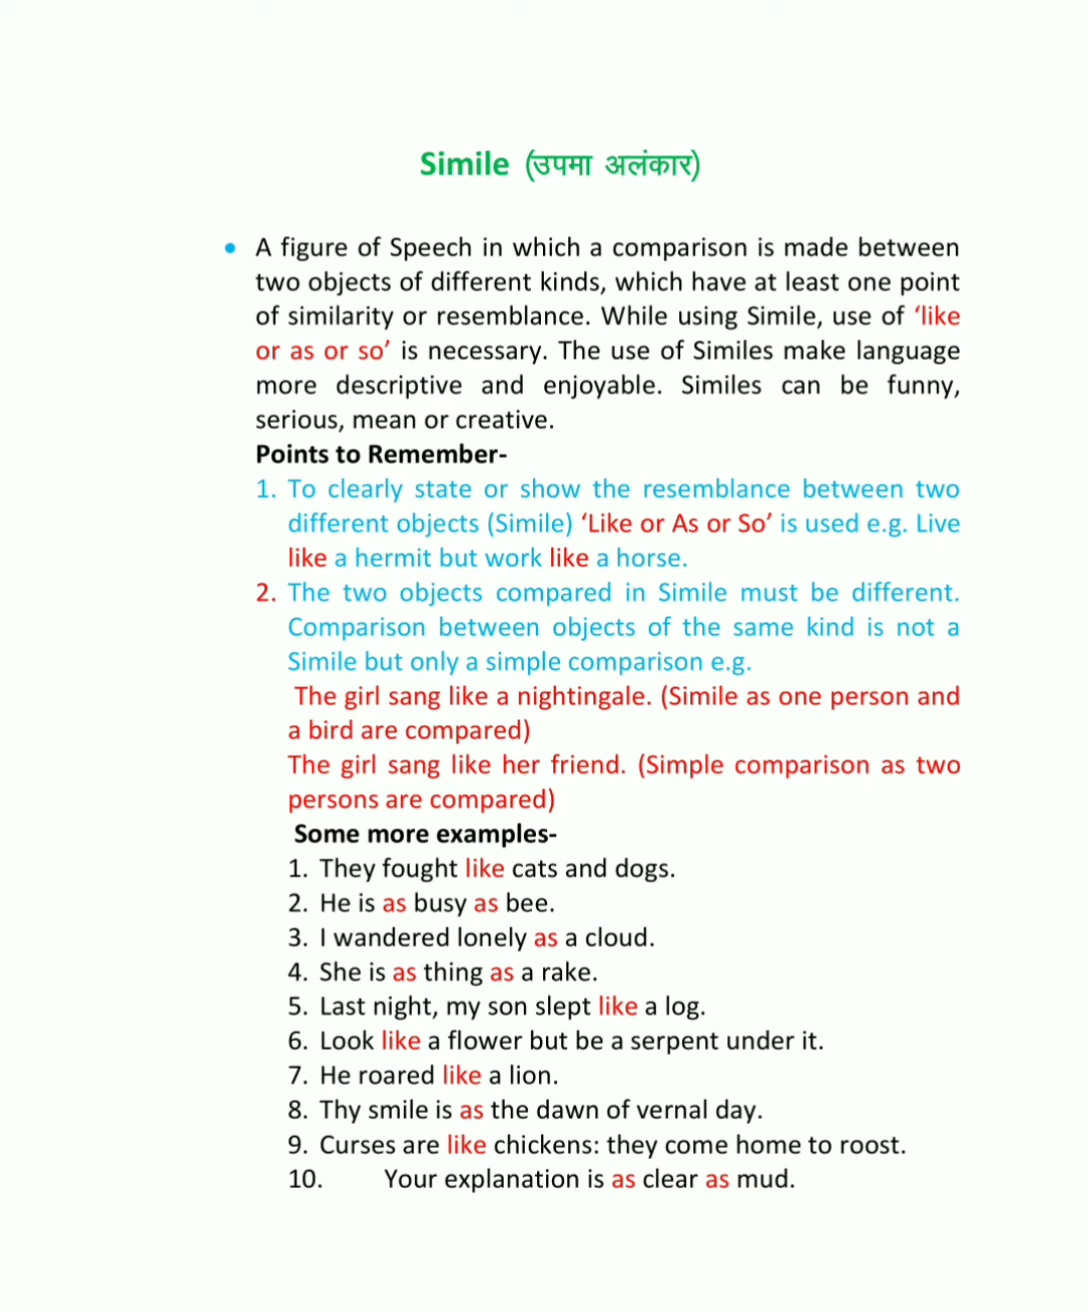 Simile (उपमा अलंकार)
• A figure of Speech in which a comparison is made between
two objects of different kinds, which have at least one point
of similarity or resemblance. While using Simile, use of ‘like
or as or so’ is necessary. The use of Similes make language
more descriptive and enjoyable. Similes can be funny,
serious, mean or creative.
Points to Remember-
1. To clearly state or show the resemblance between two
different objects (Simile) ‘Like or As or So’ is used e.g. Live
like a hermit but work like a horse.
2. The two objects compared in Simile must be different.
Comparison between objects of the same kind is not a
Simile but only a simple comparison e.g.
The girl sang like a nightingale. (Simile as one person and
a bird are compared)
The girl sang like her friend. (Simple comparison as two
persons are compared)
Some more examples-
1. They fought like cats and dogs.
2. He is as busy as bee.
3. I wandered lonely as a cloud.
4. She is as thing as a rake.
5. Last night, my son slept like a log.
6. Look like a flower but be a serpent under it.
7. He roared like a lion.
8. Thy smile is as the dawn of vernal day.
9. Curses are like chickens: they come home to roost.
10. Your explanation is as clear as mud.